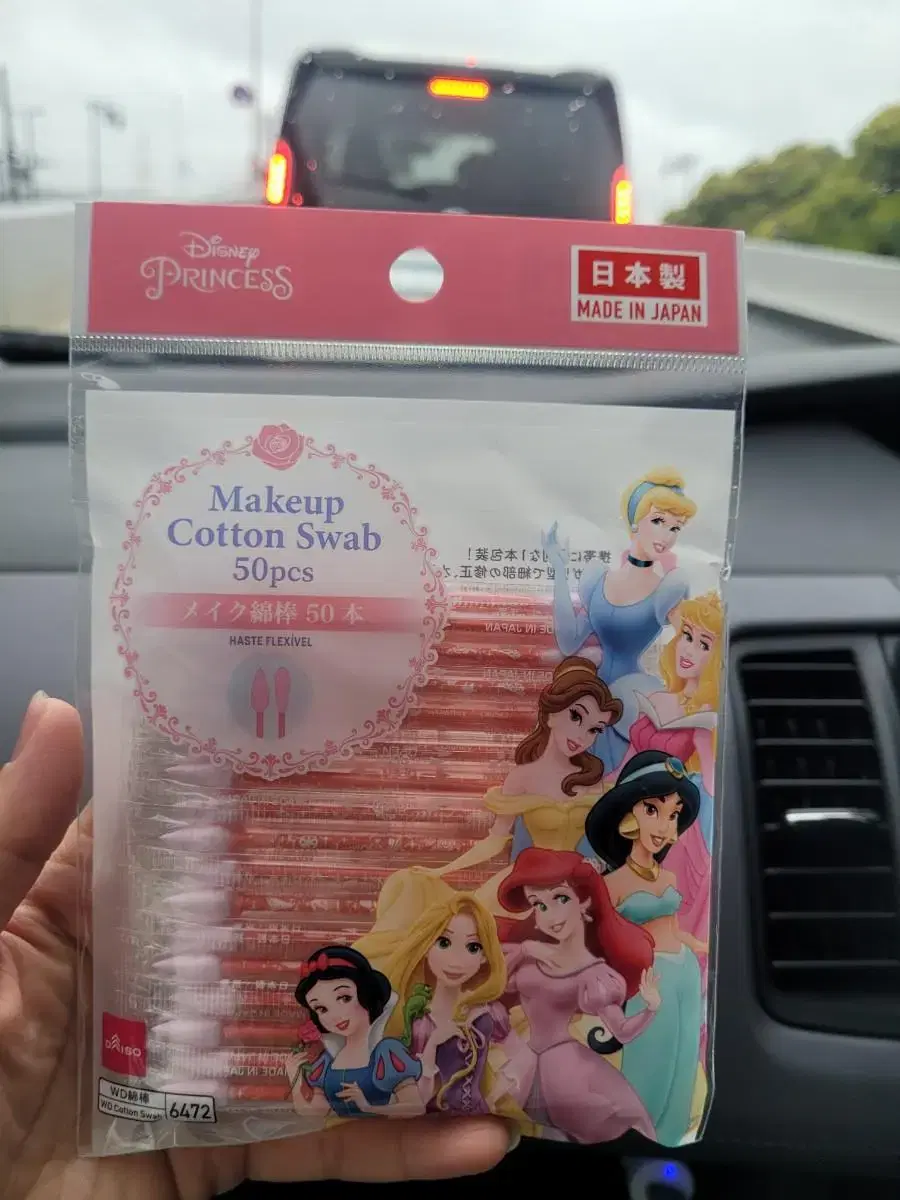 Disney
PRINCESS
日本製
MADE IN JAPAN
Makeup
Cotton Swab
50pcs
メイク綿棒 50 本
HASTE FLEXÍVEL
DAISO
WD綿棒
WD Cotton Swab
6472